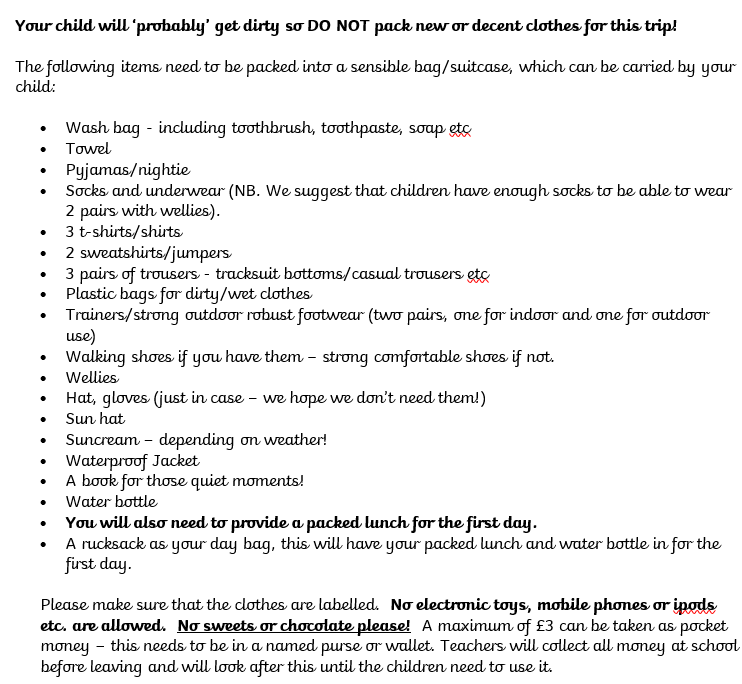 Your child will ‘probably’ get dirty so DO NOT pack new or decent clothes for this trip!
The following items need to be packed into a sensible bag/suitcase, which can be carried by your
child:
• Wash bag - including toothbrush, toothpaste, soap etc
• Towel
• Pyjamas/nightie
• Socks and underwear (NB. We suggest that children have enough socks to be able to wear
2 pairs with wellies).
• 3 t-shirts/shirts
• 2 sweatshirts/jumpers
• 3 pairs of trousers - tracksuit bottoms/casual trousers etc
• Plastic bags for dirty/wet clothes
• Trainers/strong outdoor robust footwear (two pairs, one for indoor and one for outdoor
use)
• Walking shoes if you have them – strong comfortable shoes if not.
• Wellies
• Hat, gloves (just in case – we hope we don’t need them!)
• Sun hat
• Suncream – depending on weather!
• Waterproof Jacket
• A book for those quiet moments!
• Water bottle
• You will also need to provide a packed lunch for the first day.
• A rucksack as your day bag, this will have your packed lunch and water bottle in for the
first day.
Please make sure that the clothes are labelled. No electronic toys, mobile phones or ipods
etc. are allowed. No sweets or chocolate please! A maximum of £3 can be taken as pocket
money – this needs to be in a named purse or wallet. Teachers will collect all money at school
before leaving and will look after this until the children need to use it.